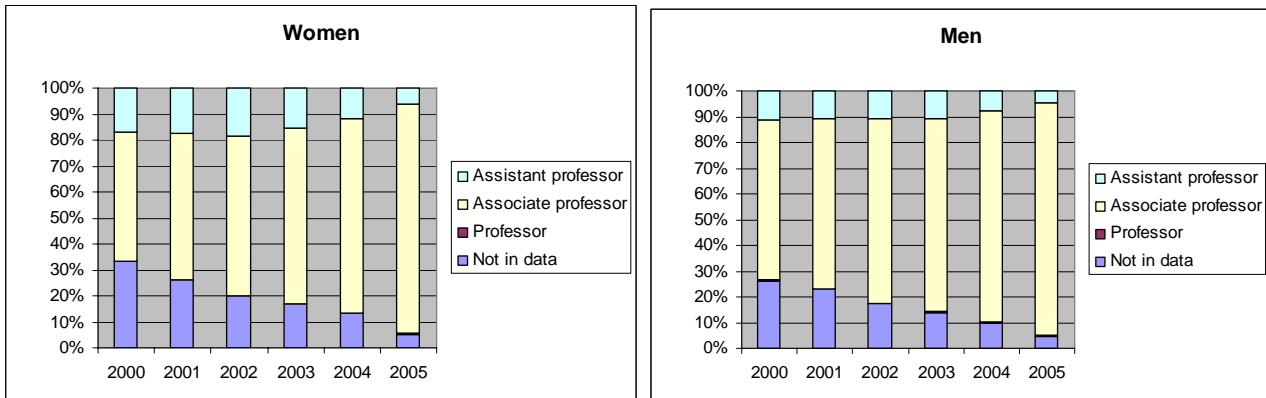 Women
100%
90%
80%
70%
60%
50%
40%
30%
20%
10%
0%
2000 2001 2002 2003 2004 2005
Assistant professor
Associate professor
Professor
Not in data
Men
100%
90%
80%
70%
60%
50%
40%
30%
20%
10%
0%
2000 2001 2002 2003 2004 2005
Assistant professor
Associate professor
Professor
Not in data